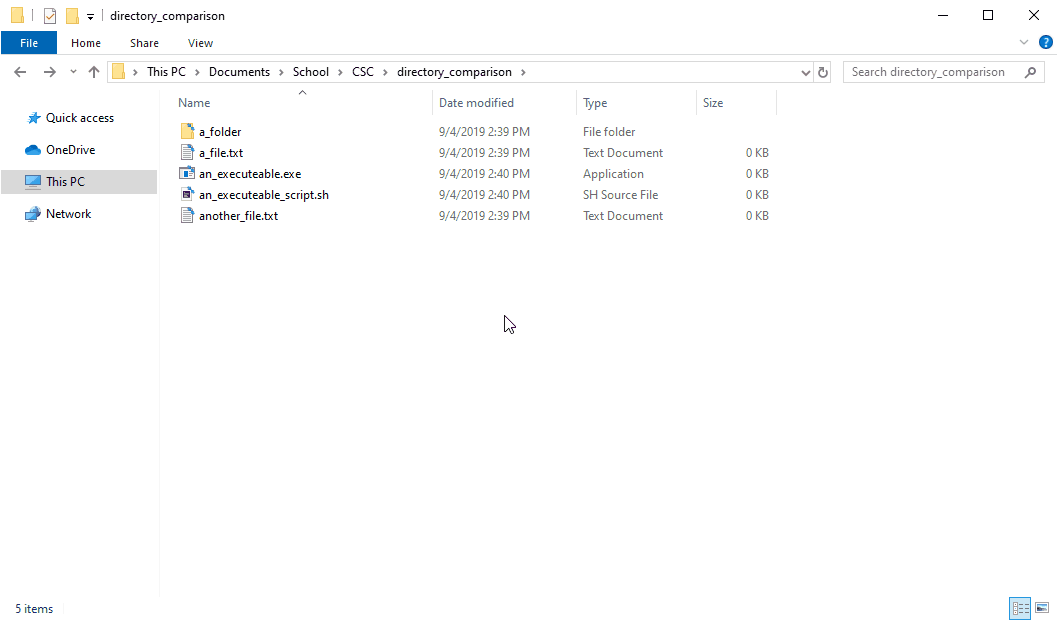 directory_comparison
File Home Share View ?
This PC Documents School CSC directory_comparison Search directory_comparison
Name Date modified Type Size
Quick access
OneDrive
This PC
Network
a_folder 9/4/2019 2:39 PM File folder
a_file.txt 9/4/2019 2:39 PM Text Document 0 KB
an_executeable.exe 9/4/2019 2:40 PM Application 0 KB
an_executeable_script.sh 9/4/2019 2:40 PM SH Source File 0 KB
another_file.txt 9/4/2019 2:39 PM Text Document 0 KB
5 items